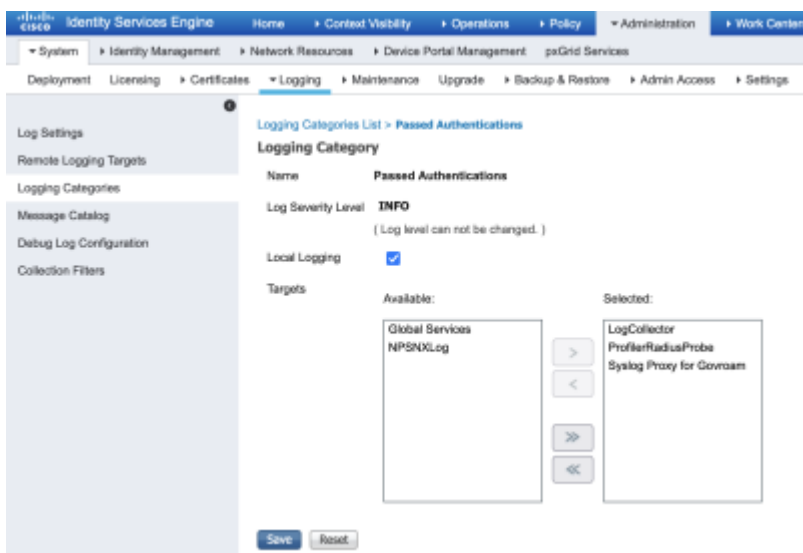 cisco Identity Services Engine Home Context Visibility Operations Policy Administration Work Center
System Identity Management Network Resources Device Portal Management pxGrid Services
Deployment Licensing Certificates Logging Maintenance Upgrade Backup & Restore Admin Access Settings
Log Settings
Remote Logging Targets
Logging Categories
Message Catalog
Debug Log Configuration
Collection Filters
Logging Categories List > Passed Authentications
Logging Category
Name Passed Authentications
Log Severity Level INFO
( Log level can not be changed. )
Local Logging
Targets
Available: Selected:
Global Services LogCollector
NPSNXLog ProfilerRadiusProbe
Syslog Proxy for Govroam
>
<
>>
<<
Save Reset